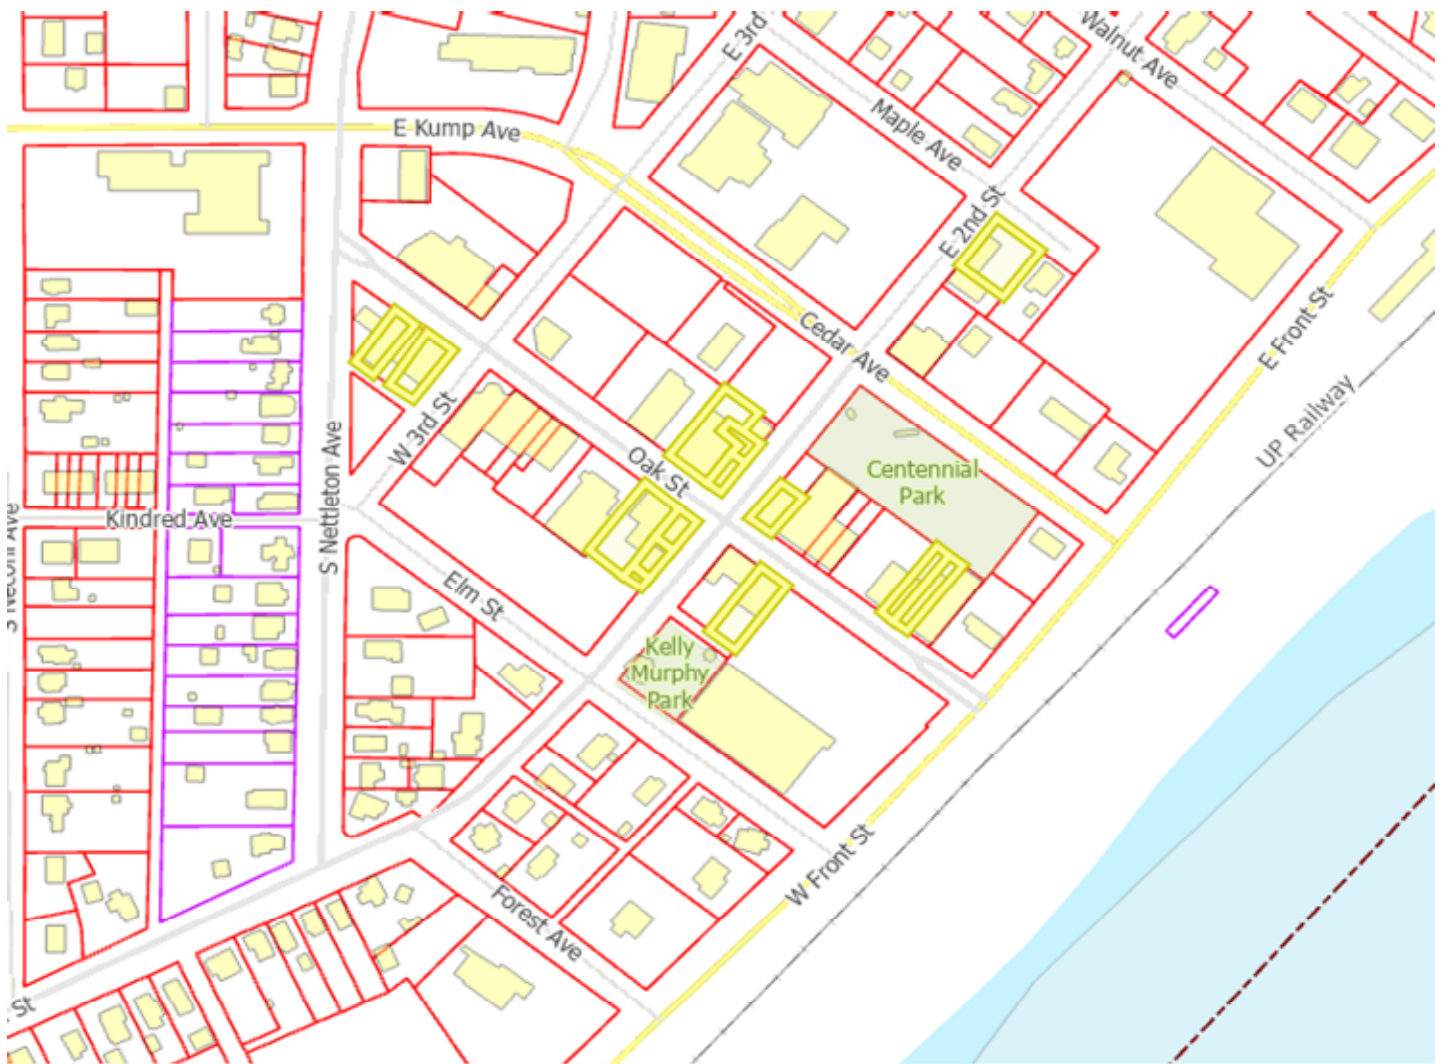 E 3rd
Walnut Ave
E Kump Ave
Maple Ave
E 2nd St
E Front St
Cedar Ave
UP Railway
W 3rd St
Oak St
S Nettleton Ave
Centennial
Park
Kindred Ave
Elm St
Kelly
Murphy
Park
W Front St
Forest Ave
St